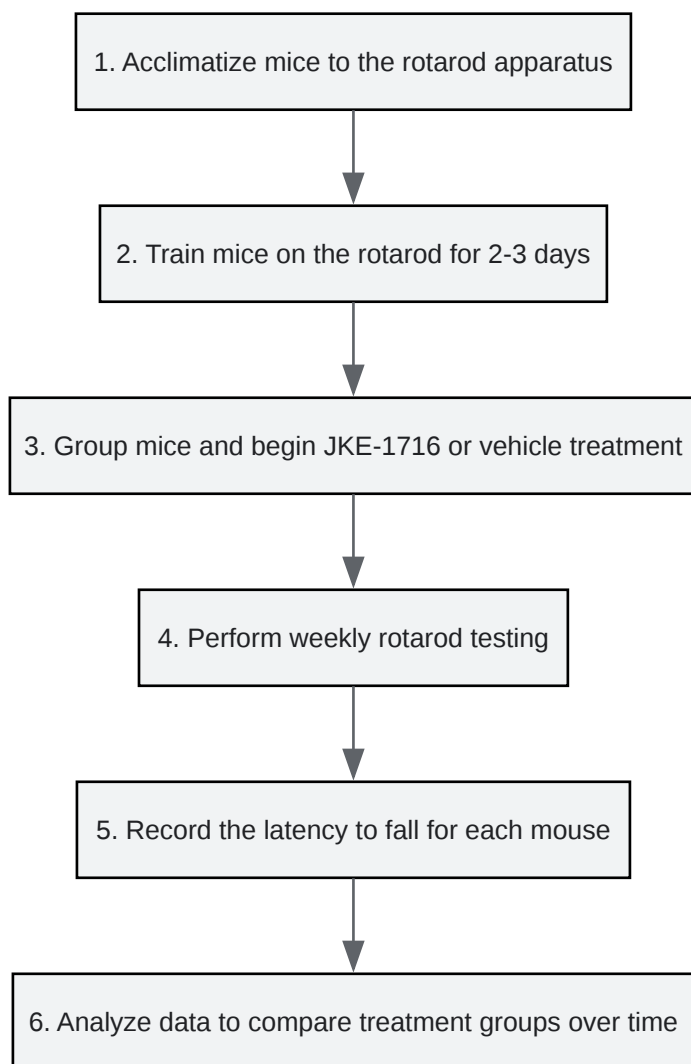 1. Acclimatize mice to the rotarod apparatus
2. Train mice on the rotarod for 2-3 days
3. Group mice and begin JKE-1716 or vehicle treatment
4. Perform weekly rotarod testing
5. Record the latency to fall for each mouse
6. Analyze data to compare treatment groups over time